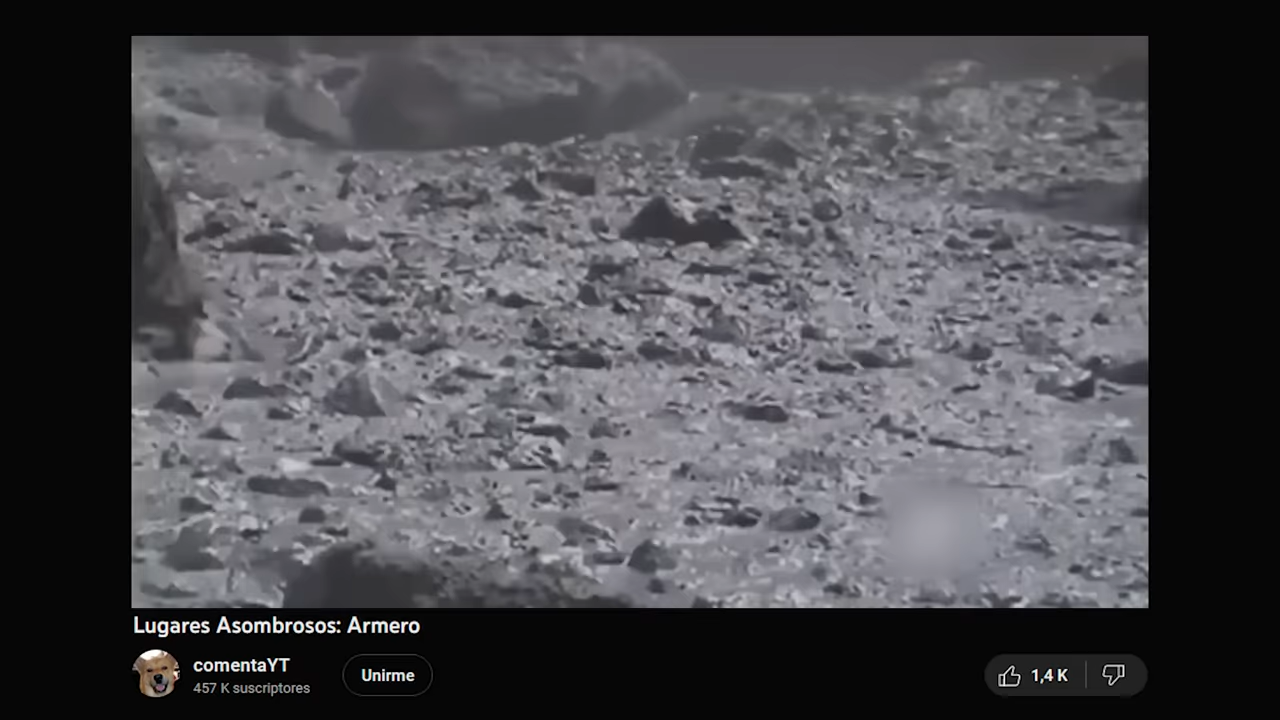 Lugares Asombrosos: Armero
comentaYT
457 K suscriptores
Unirme
1,4 K